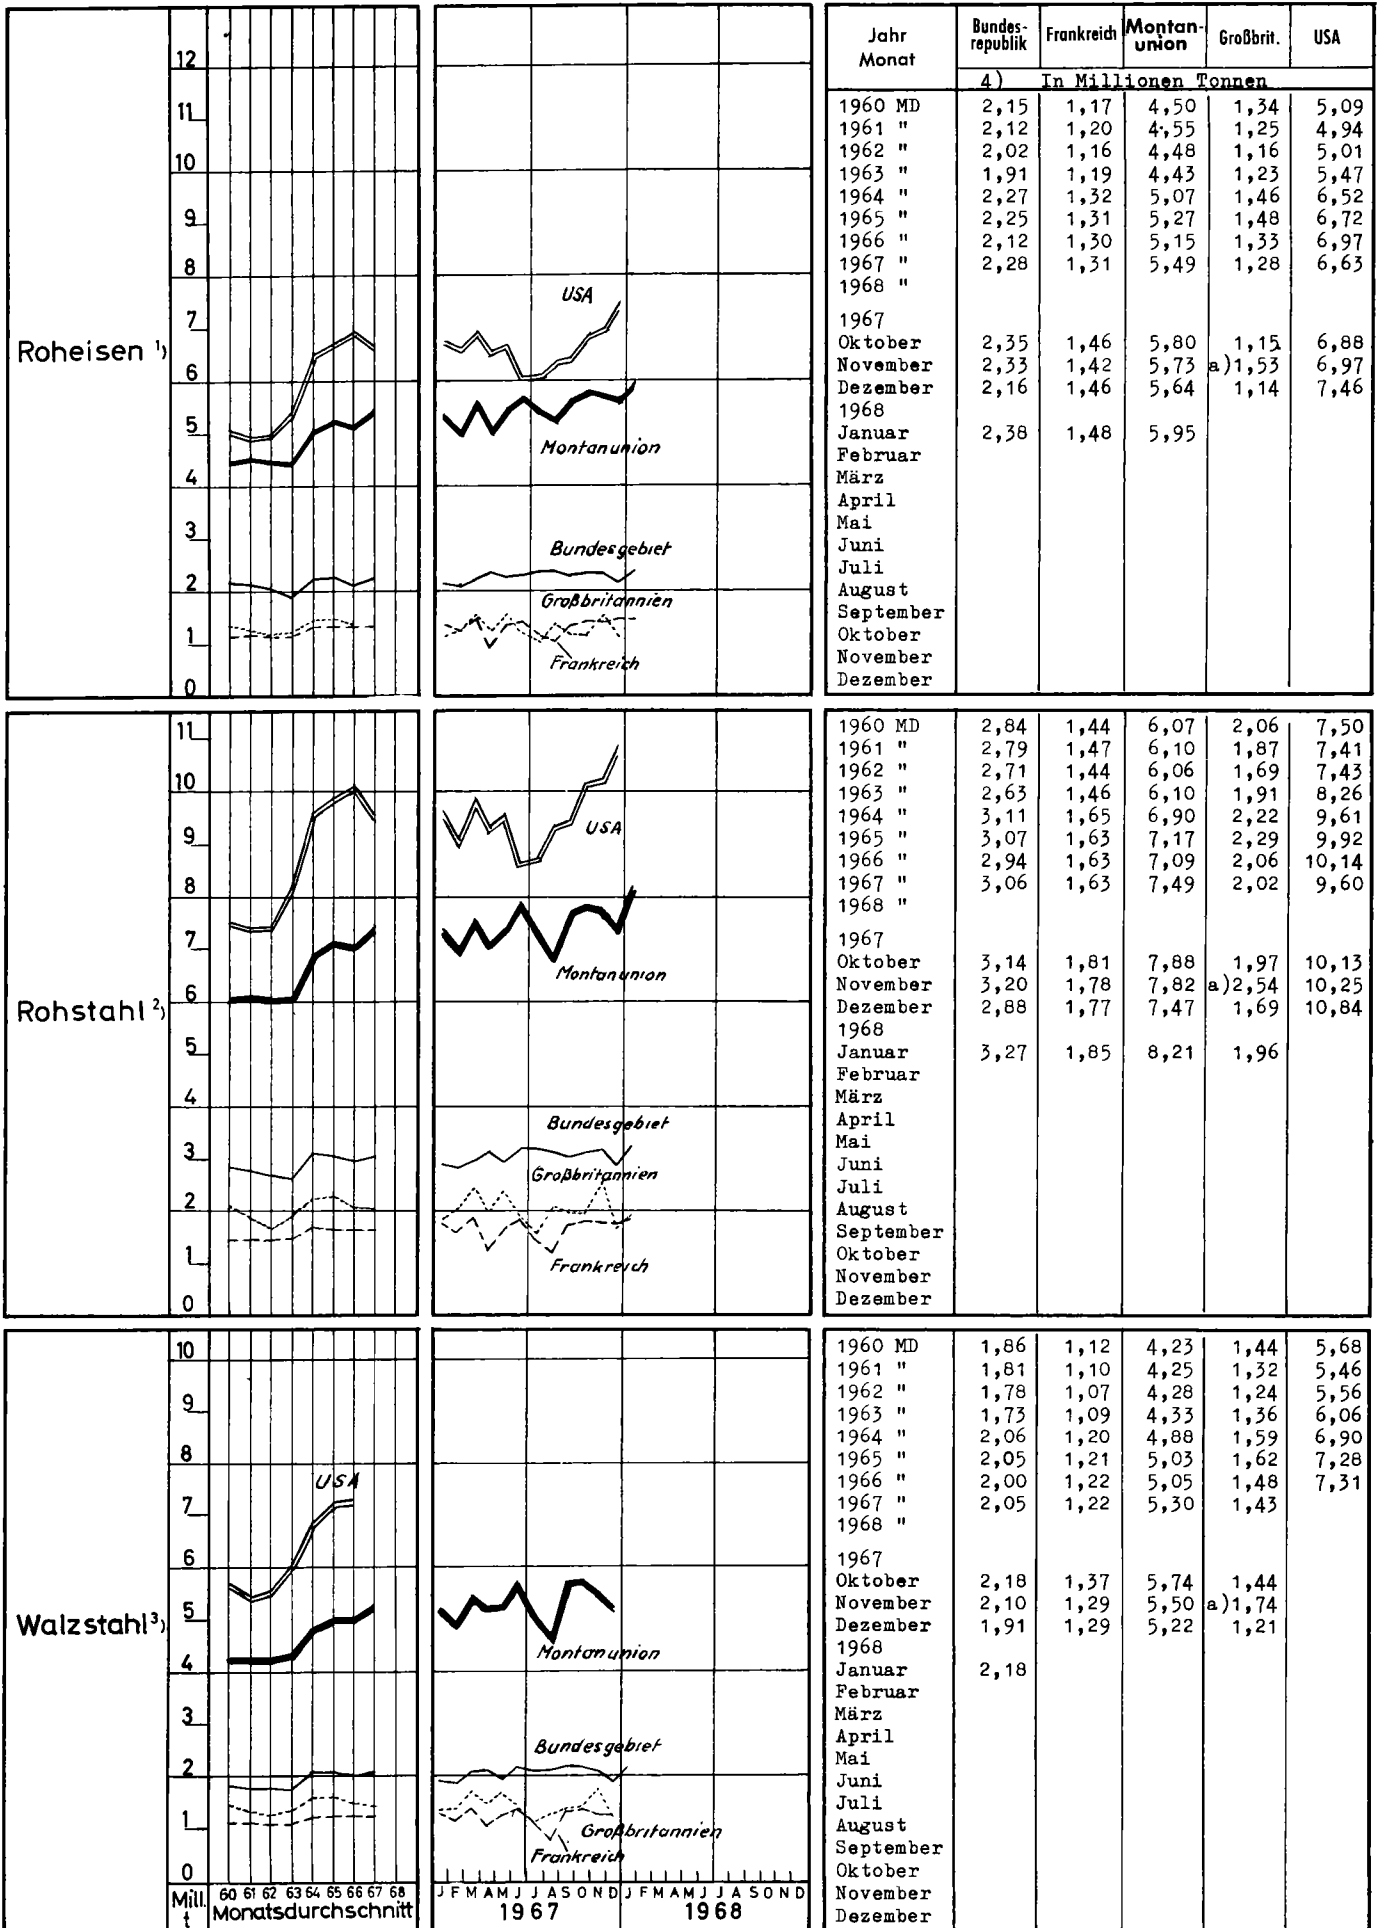 Jahr Monat | Bundes-republik | Frankreich | Montan-union | Großbrit. | USA
4) In Millionen Tonnen
Roheisen 1)
12
11
10
9
8
7
6
5
4
3
2
1
0
USA
Montanunion
Bundesgebiet
Großbritannien
Frankreich
1960 MD 2,15 1,17 4,50 1,34 5,09
1961 " 2,12 1,20 4,55 1,25 4,94
1962 " 2,02 1,16 4,48 1,16 5,01
1963 " 1,91 1,19 4,43 1,23 5,47
1964 " 2,27 1,32 5,07 1,46 6,52
1965 " 2,25 1,31 5,27 1,48 6,72
1966 " 2,12 1,30 5,15 1,33 6,97
1967 " 2,28 1,31 5,49 1,28 6,63
1968 "
1967
Oktober 2,35 1,46 5,80 1,15 6,88
November 2,33 1,42 5,73 a)1,53 6,97
Dezember 2,16 1,46 5,64 1,14 7,46
1968
Januar 2,38 1,48 5,95
Februar
März
April
Mai
Juni
Juli
August
September
Oktober
November
Dezember
Rohstahl 2)
11
10
9
8
7
6
5
4
3
2
1
0
USA
Montanunion
Bundesgebiet
Großbritannien
Frankreich
1960 MD 2,84 1,44 6,07 2,06 7,50
1961 " 2,79 1,47 6,10 1,87 7,41
1962 " 2,71 1,44 6,06 1,69 7,43
1963 " 2,63 1,46 6,10 1,91 8,26
1964 " 3,11 1,65 6,90 2,22 9,61
1965 " 3,07 1,63 7,17 2,29 9,92
1966 " 2,94 1,63 7,09 2,06 10,14
1967 " 3,06 1,63 7,49 2,02 9,60
1968 "
1967
Oktober 3,14 1,81 7,88 1,97 10,13
November 3,20 1,78 7,82 a)2,54 10,25
Dezember 2,88 1,77 7,47 1,69 10,84
1968
Januar 3,27 1,85 8,21 1,96
Februar
März
April
Mai
Juni
Juli
August
September
Oktober
November
Dezember
Walzstahl 3)
10
9
8
7
6
5
4
3
2
1
0
USA
Montanunion
Bundesgebiet
Großbritannien
Frankreich
Mill. t
60 61 62 63 64 65 66 67 68
Monatsdurchschnitt
J F M A M J J A S O N D J F M A M J J A S O N D
1967 1968
1960 MD 1,86 1,12 4,23 1,44 5,68
1961 " 1,81 1,10 4,25 1,32 5,46
1962 " 1,78 1,07 4,28 1,24 5,56
1963 " 1,73 1,09 4,33 1,36 6,06
1964 " 2,06 1,20 4,88 1,59 6,90
1965 " 2,05 1,21 5,03 1,62 7,28
1966 " 2,00 1,22 5,05 1,48 7,31
1967 " 2,05 1,22 5,30 1,43
1968 "
1967
Oktober 2,18 1,37 5,74 1,44
November 2,10 1,29 5,50 a)1,74
Dezember 1,91 1,29 5,22 1,21
1968
Januar 2,18
Februar
März
April
Mai
Juni
Juli
August
September
Oktober
November
Dezember